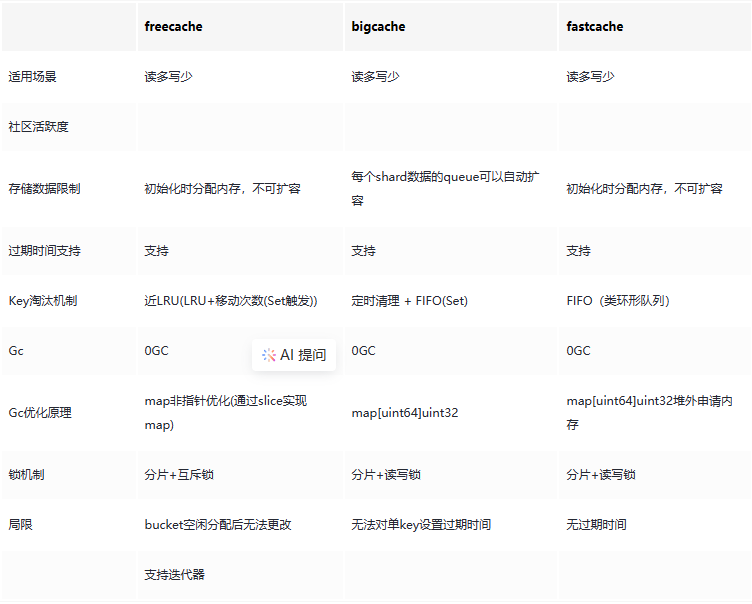 freecache bigcache fastcache
适用场景 读多写少 读多写少 读多写少
社区活跃度
存储数据限制 初始化时分配内存，不可扩容 每个shard数据的queue可以自动扩
容 初始化时分配内存，不可扩容
过期时间支持 支持 支持 支持
Key淘汰机制 近LRU(LRU+移动次数(Set触发)) 定时清理 + FIFO(Set) FIFO（类环形队列）
Gc 0GC 0GC 0GC
AI 提问
Gc优化原理 map非指针优化(通过slice实现
map) map[uint64]uint32 map[uint64]uint32堆外申请内
存
锁机制 分片+互斥锁 分片+读写锁 分片+读写锁
局限 bucket空闲分配后无法更改 无法对单key设置过期时间 无过期时间
支持迭代器